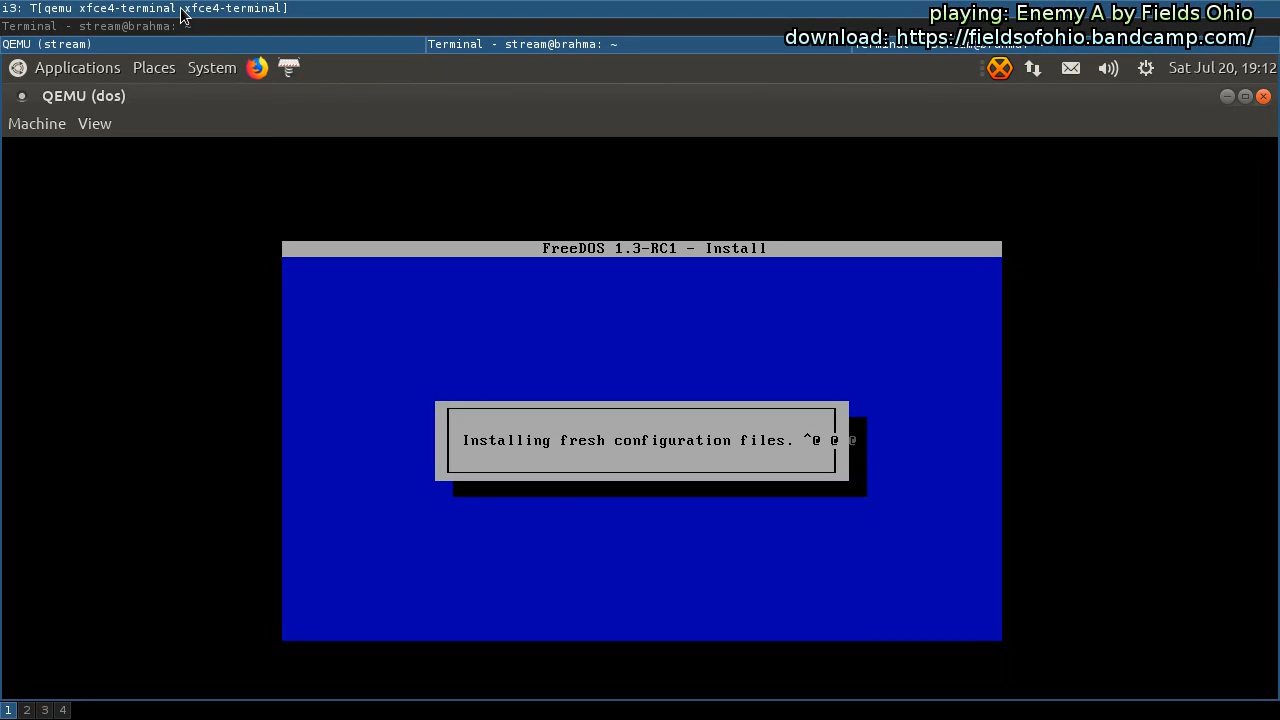 i3: T[qemu xfce4-terminal xfce4-terminal]
playing: Enemy A by Fields Ohio
Terminal - stream@brahma: ~
download: https://fieldsofohio.bandcamp.com/
QEMU (stream)
Terminal - stream@brahma: ~
Applications Places System
Sat Jul 20, 19:12
QEMU (dos)
Machine View
FreeDOS 1.3-RC1 - Install
Installing fresh configuration files. ^@ @ @
1 2 3 4